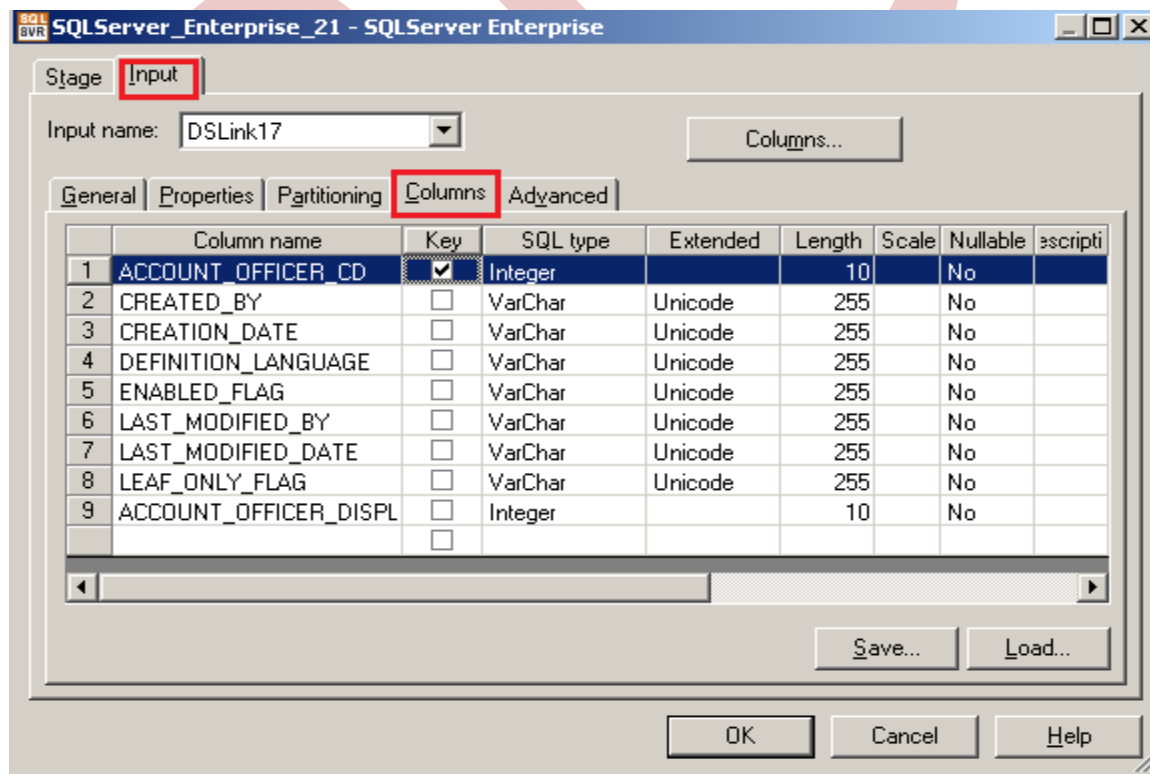 SQL SVR SQLServer_Enterprise_21 - SQLServer Enterprise
Stage Input
Input name: DSLink17 Columns...
General Properties Partitioning Columns Advanced
Column name Key SQL type Extended Length Scale Nullable escripti
1 ACCOUNT_OFFICER_CD Integer 10 No
2 CREATED_BY VarChar Unicode 255 No
3 CREATION_DATE VarChar Unicode 255 No
4 DEFINITION_LANGUAGE VarChar Unicode 255 No
5 ENABLED_FLAG VarChar Unicode 255 No
6 LAST_MODIFIED_BY VarChar Unicode 255 No
7 LAST_MODIFIED_DATE VarChar Unicode 255 No
8 LEAF_ONLY_FLAG VarChar Unicode 255 No
9 ACCOUNT_OFFICER_DISPL Integer 10 No
Save... Load...
OK Cancel Help